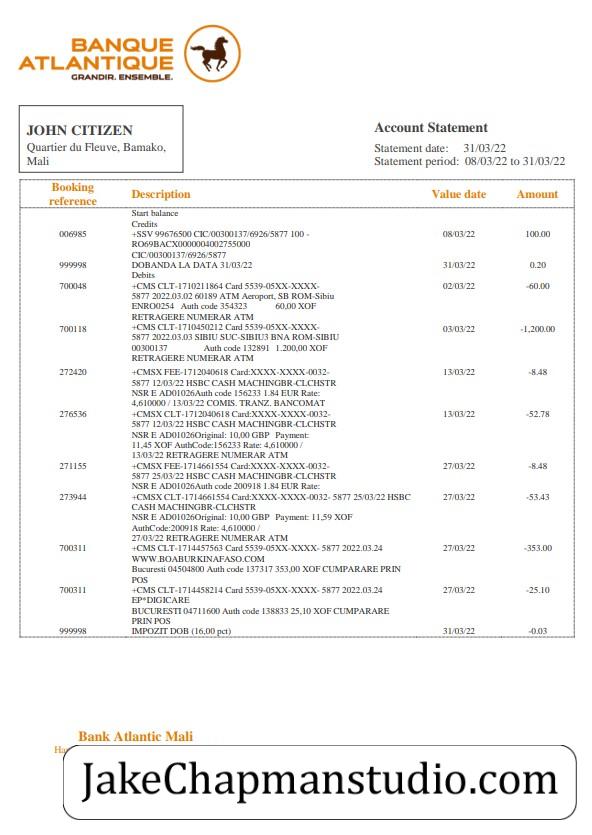 BANQUE
ATLANTIQUE
GRANDIR. ENSEMBLE.
JOHN CITIZEN
Quartier du Fleuve, Bamako,
Mali
Account Statement
Statement date: 31/03/22
Statement period: 08/03/22 to 31/03/22
Booking reference Description Value date Amount
Start balance
Credits
006985 +SSV 99676500 CIC/00300137/6926/5877 100 - 08/03/22 100.00
RO69BACX0000004002755000
CIC/00300137/6926/5877
999998 DOBANDA LA DATA 31/03/22 31/03/22 0.20
Debits
700048 +CMS CLT-1710211864 Card 5539-05XX-XXXX- 02/03/22 -60.00
5877 2022.03.02 60189 ATM Aeroport, SB ROM-Sibiu
ENRO0254 Auth code 354323 60,00 XOF
RETRAGERE NUMERAR ATM
700118 +CMS CLT-1710450212 Card 5539-05XX-XXXX- 03/03/22 -1,200.00
5877 2022.03.03 SIBIU SUC-SIBIU3 BNA ROM-SIBIU
00300137 Auth code 132891 1.200,00 XOF
RETRAGERE NUMERAR ATM
272420 +CMSX FEE-1712040618 Card:XXXX-XXXX-0032- 13/03/22 -8.48
5877 12/03/22 HSBC CASH MACHINGBR-CLCHSTR
NSR E AD01026Auth code 156233 1.84 EUR Rate:
4,610000 / 13/03/22 COMIS. TRANZ. BANCOMAT
276536 +CMSX CLT-1712040618 Card:XXXX-XXXX-0032- 13/03/22 -52.78
5877 12/03/22 HSBC CASH MACHINGBR-CLCHSTR
NSR E AD01026Original: 10,00 GBP Payment:
11,45 XOF AuthCode:156233 Rate: 4,610000 /
13/03/22 RETRAGERE NUMERAR ATM
271155 +CMSX FEE-1714661554 Card:XXXX-XXXX-0032- 27/03/22 -8.48
5877 25/03/22 HSBC CASH MACHINGBR-CLCHSTR
NSR E AD01026Auth code 200918 1.84 EUR Rate:
273944 +CMSX CLT-1714661554 Card:XXXX-XXXX-0032- 5877 25/03/22 HSBC 27/03/22 -53.43
CASH MACHINGBR-CLCHSTR
NSR E AD01026Original: 10,00 GBP Payment: 11,59 XOF
AuthCode:200918 Rate: 4,610000 /
27/03/22 RETRAGERE NUMERAR ATM
700311 +CMS CLT-1714457563 Card 5539-05XX-XXXX- 5877 2022.03.24 27/03/22 -353.00
WWW.BOABURKINAFASO.COM
Bucuresti 04504800 Auth code 137317 353,00 XOF CUMPARARE PRIN
POS
700311 +CMS CLT-1714458214 Card 5539-05XX-XXXX- 5877 2022.03.24 27/03/22 -25.10
EP*DIGICARE
BUCURESTI 04711600 Auth code 138833 25,10 XOF CUMPARARE
PRIN POS
999998 IMPOZIT DOB (16,00 pct) 31/03/22 -0.03
Bank Atlantic Mali
JakeChapmanstudio.com